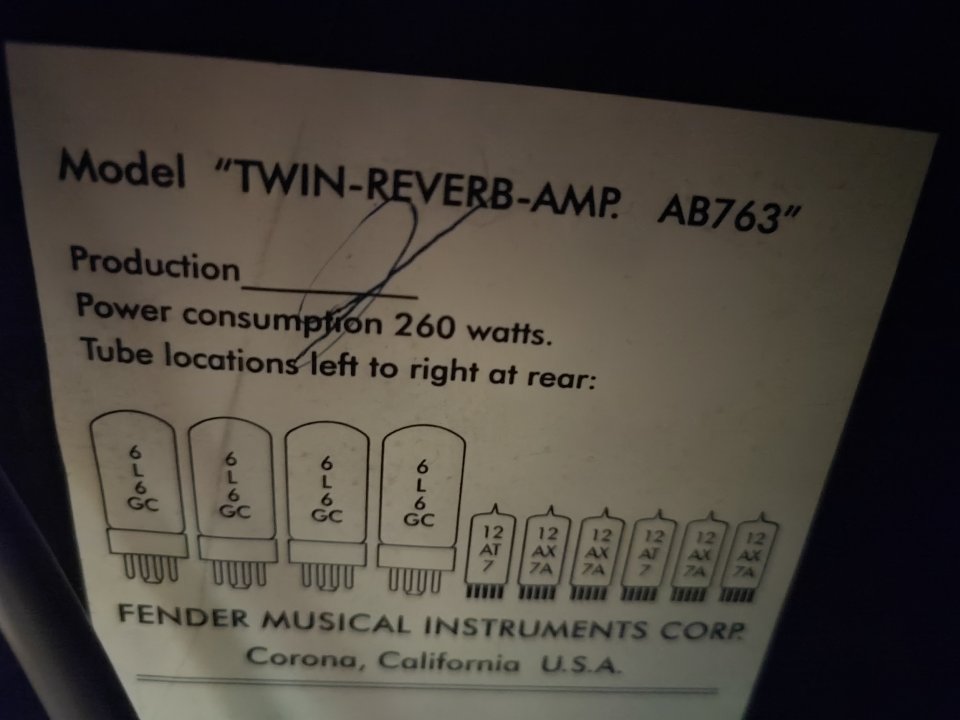 Model "TWIN-REVERB-AMP. AB763"
Production
Power consumption 260 watts.
Tube locations left to right at rear:
6 L 6 GC 6 L 6 GC 6 L 6 GC 6 L 6 GC 12 AT 7 12 AX 7A 12 AX 7A 12 AT 7 12 AX 7A 12 AX 7A
FENDER MUSICAL INSTRUMENTS CORP.
Corona, California U.S.A.